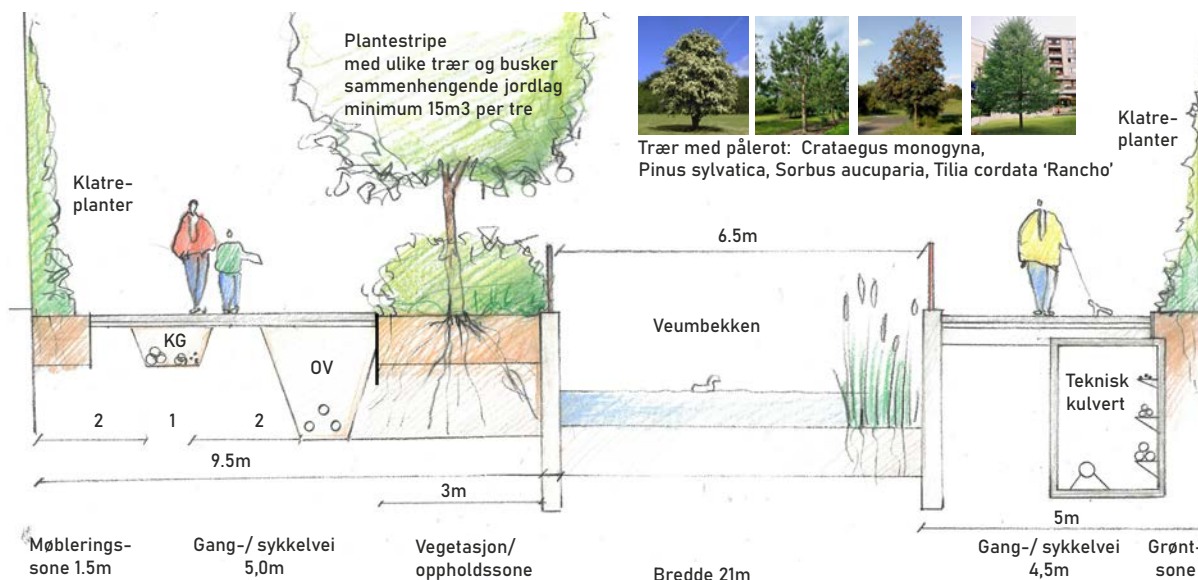 Plantestripe
med ulike trær og busker
sammenhengende jordlag
minimum 15m3 per tre
Trær med pålerot: Crataegus monogyna,
Pinus sylvatica, Sorbus aucuparia, Tilia cordata ‘Rancho’
Klatre-
planter
Klatre-
planter
6.5m
KG
OV
Veumbekken
Teknisk
kulvert
2
1
2
9.5m
3m
5m
Møblerings-
sone 1.5m
Gang-/ sykkelvei
5,0m
Vegetasjon/
oppholdssone
Bredde 21m
Gang-/ sykkelvei
4,5m
Grønt-
sone